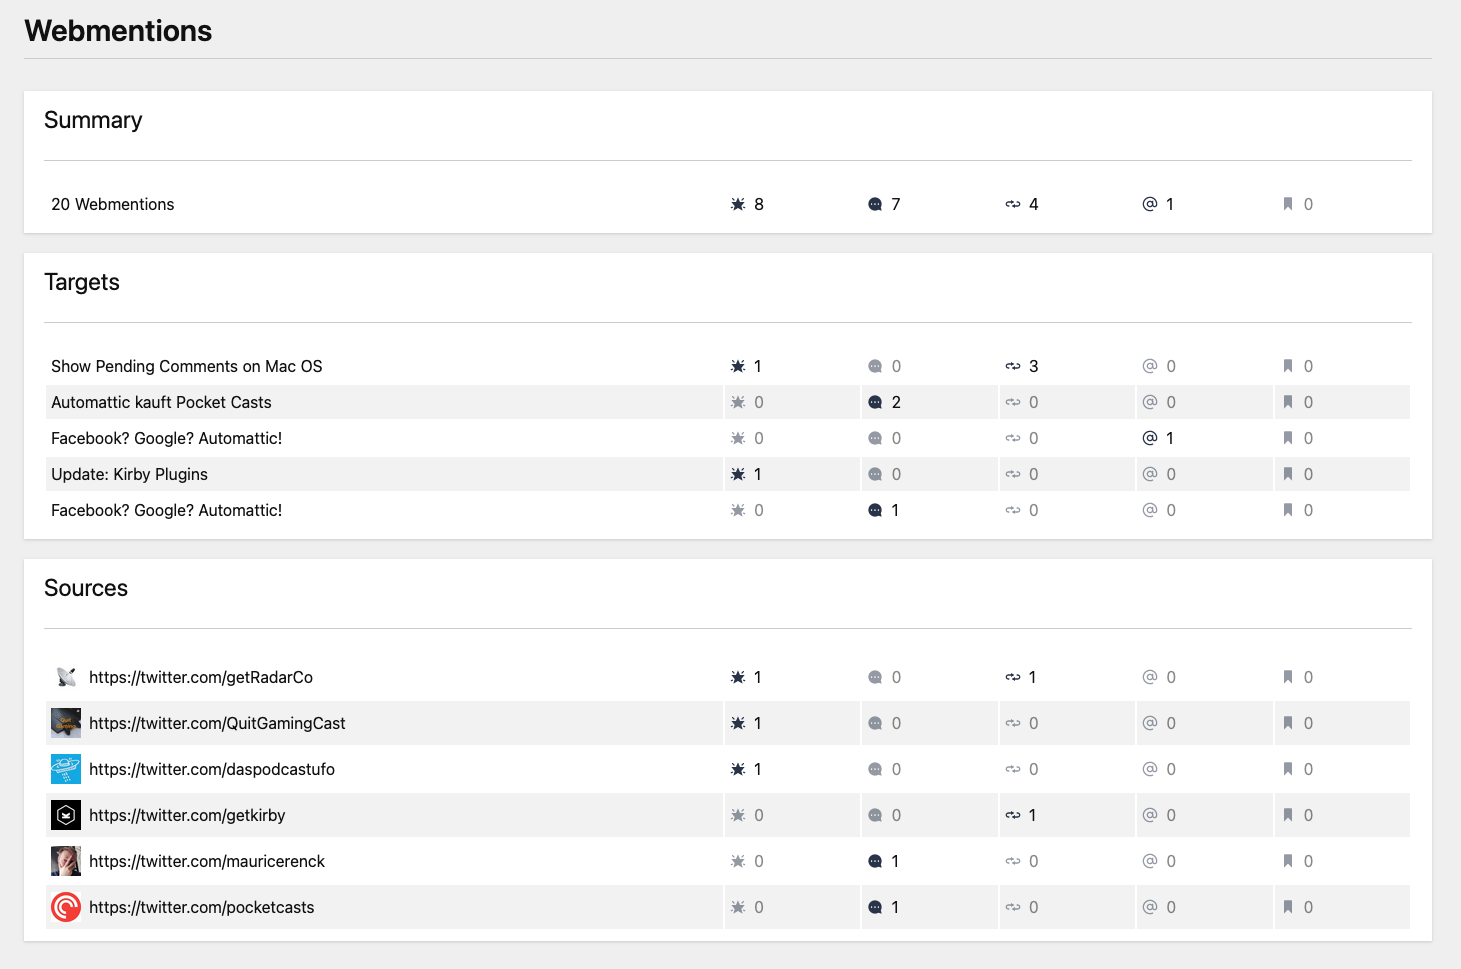 Webmentions
Summary
20 Webmentions 8 7 4 @ 1 0
Targets
Show Pending Comments on Mac OS 1 0 3 @ 0 0
Automattic kauft Pocket Casts 0 2 0 @ 0 0
Facebook? Google? Automattic! 0 0 0 @ 1 0
Update: Kirby Plugins 1 0 0 @ 0 0
Facebook? Google? Automattic! 0 1 0 @ 0 0
Sources
https://twitter.com/getRadarCo 1 0 1 @ 0 0
https://twitter.com/QuitGamingCast 1 0 0 @ 0 0
https://twitter.com/daspodcastufo 1 0 0 @ 0 0
https://twitter.com/getkirby 0 0 1 @ 0 0
https://twitter.com/mauricerenck 0 1 0 @ 0 0
https://twitter.com/pocketcasts 0 1 0 @ 0 0